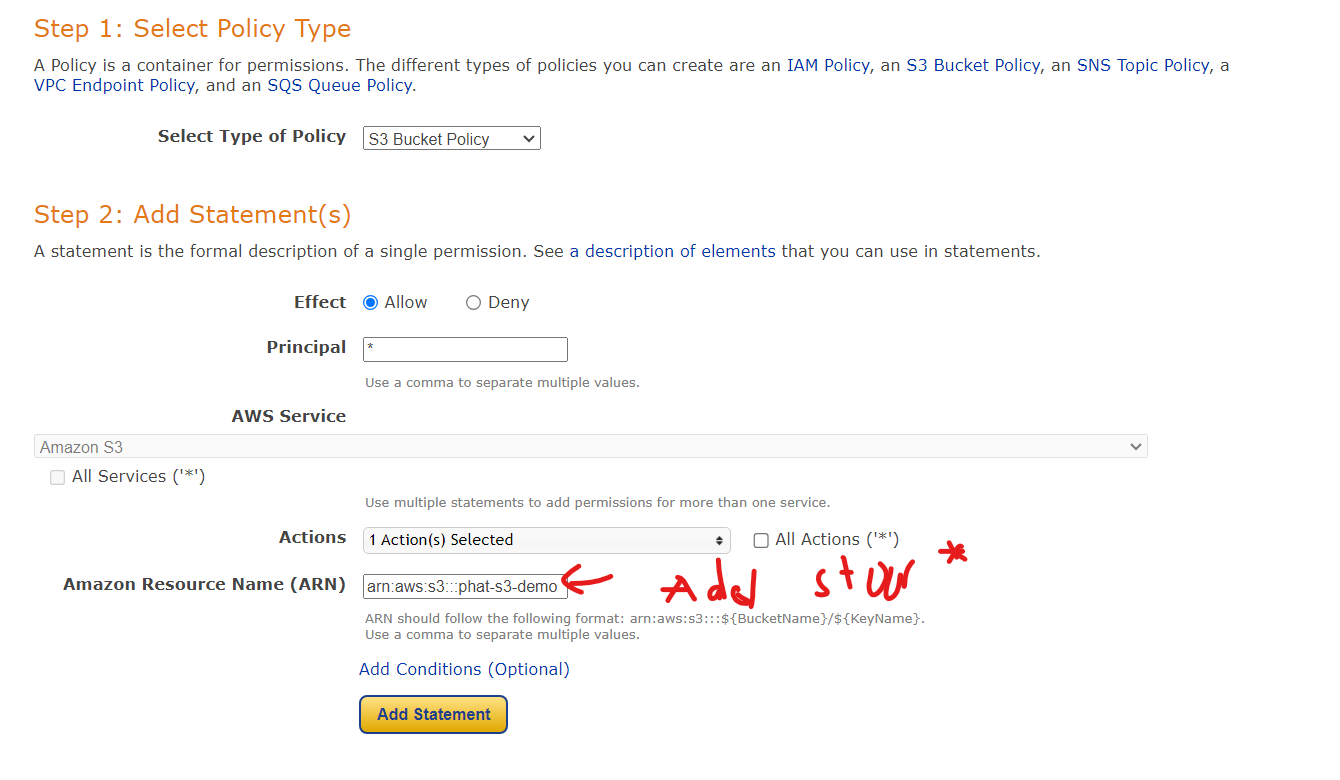 Step 1: Select Policy Type
A Policy is a container for permissions. The different types of policies you can create are an IAM Policy, an S3 Bucket Policy, an SNS Topic Policy, a
VPC Endpoint Policy, and an SQS Queue Policy.
Select Type of Policy S3 Bucket Policy
Step 2: Add Statement(s)
A statement is the formal description of a single permission. See a description of elements that you can use in statements.
Effect Allow Deny
Principal *
Use a comma to separate multiple values.
AWS Service
Amazon S3
All Services ('*')
Use multiple statements to add permissions for more than one service.
Actions 1 Action(s) Selected All Actions ('*')
Amazon Resource Name (ARN) arn:aws:s3:::phat-s3-demo Add star *
ARN should follow the following format: arn:aws:s3:::${BucketName}/${KeyName}.
Use a comma to separate multiple values.
Add Conditions (Optional)
Add Statement